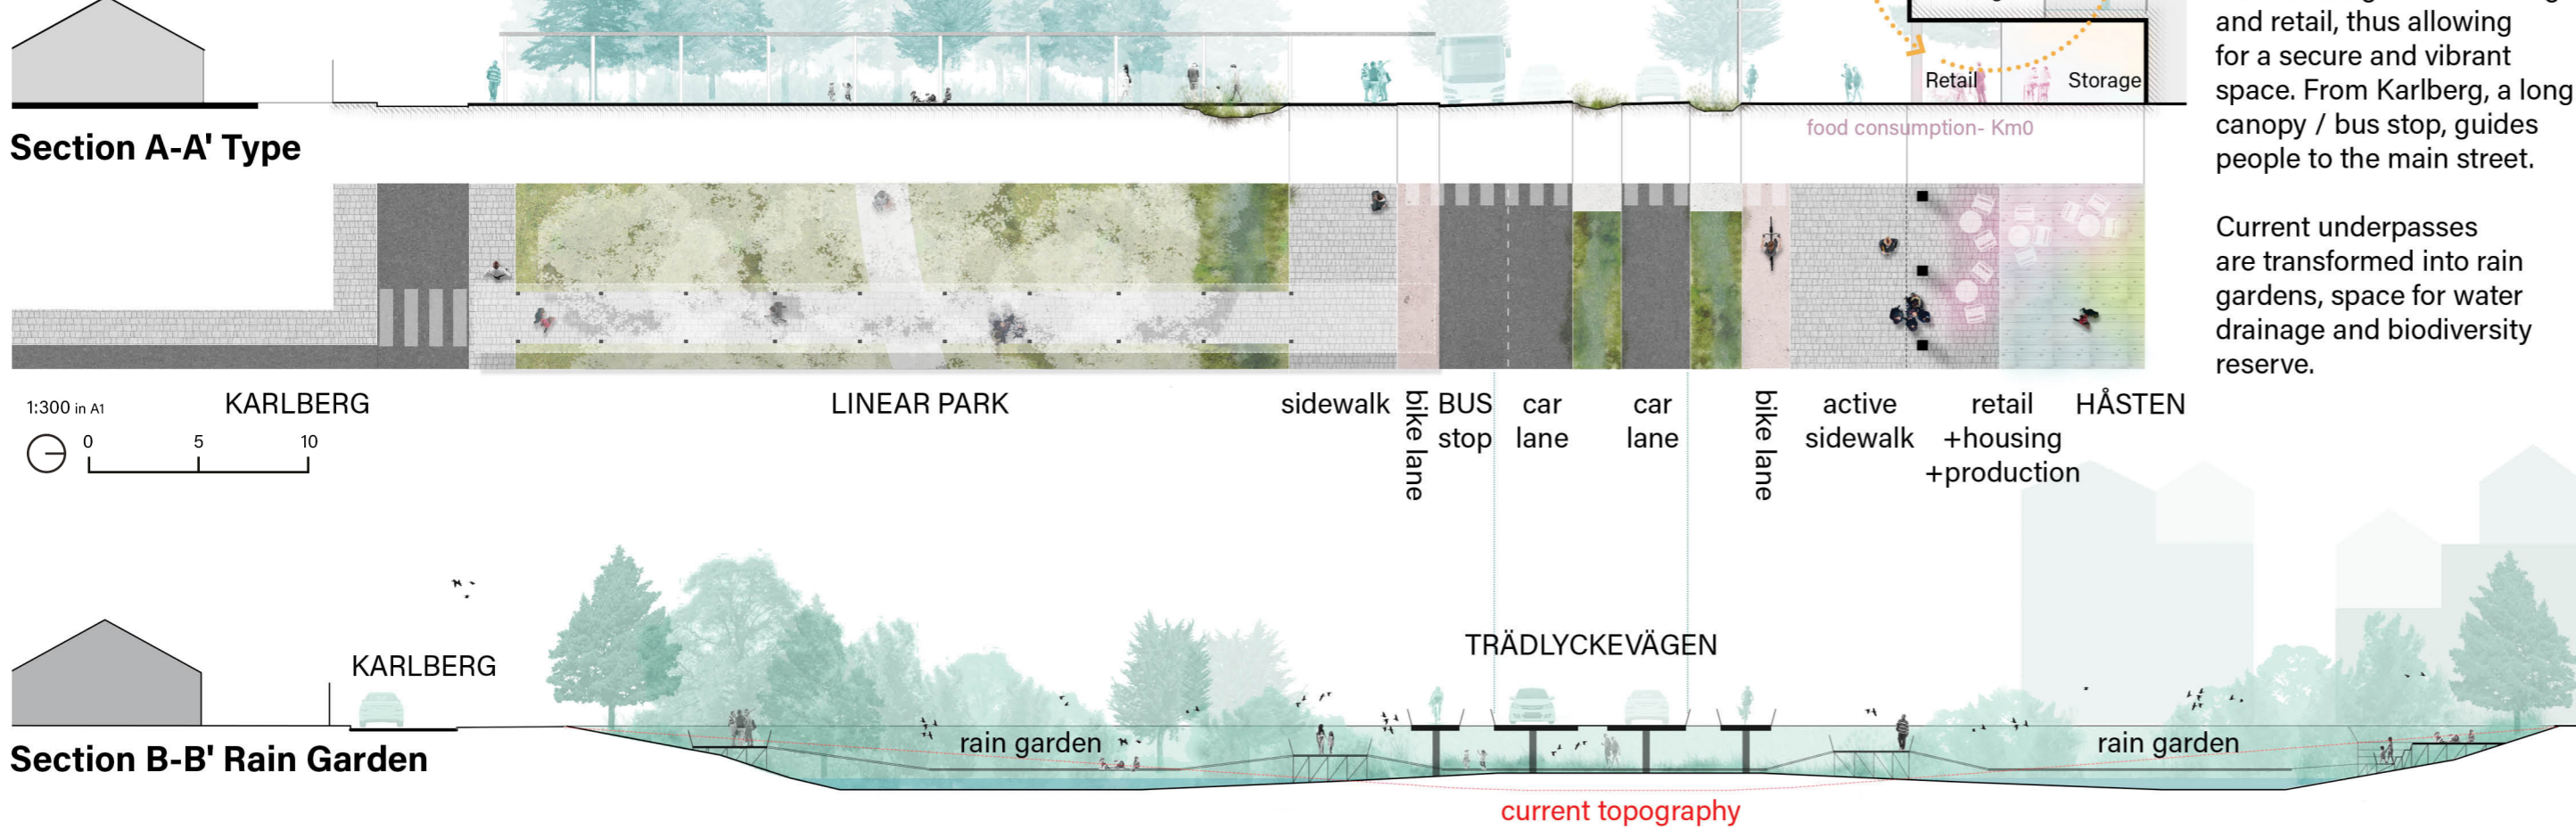 and retail, thus allowing
for a secure and vibrant
space. From Karlberg, a long
canopy / bus stop, guides
people to the main street.
Current underpasses
are transformed into rain
gardens, space for water
drainage and biodiversity
reserve.
Retail
Storage
food consumption- Km0
Section A-A' Type
KARLBERG
LINEAR PARK
sidewalk
bike lane
BUS
stop
car
lane
car
lane
bike lane
active
sidewalk
retail
+housing
+production
HÅSTEN
1:300 in A1
0 5 10
KARLBERG
TRÄDLYCKEVÄGEN
Section B-B' Rain Garden
rain garden
rain garden
current topography